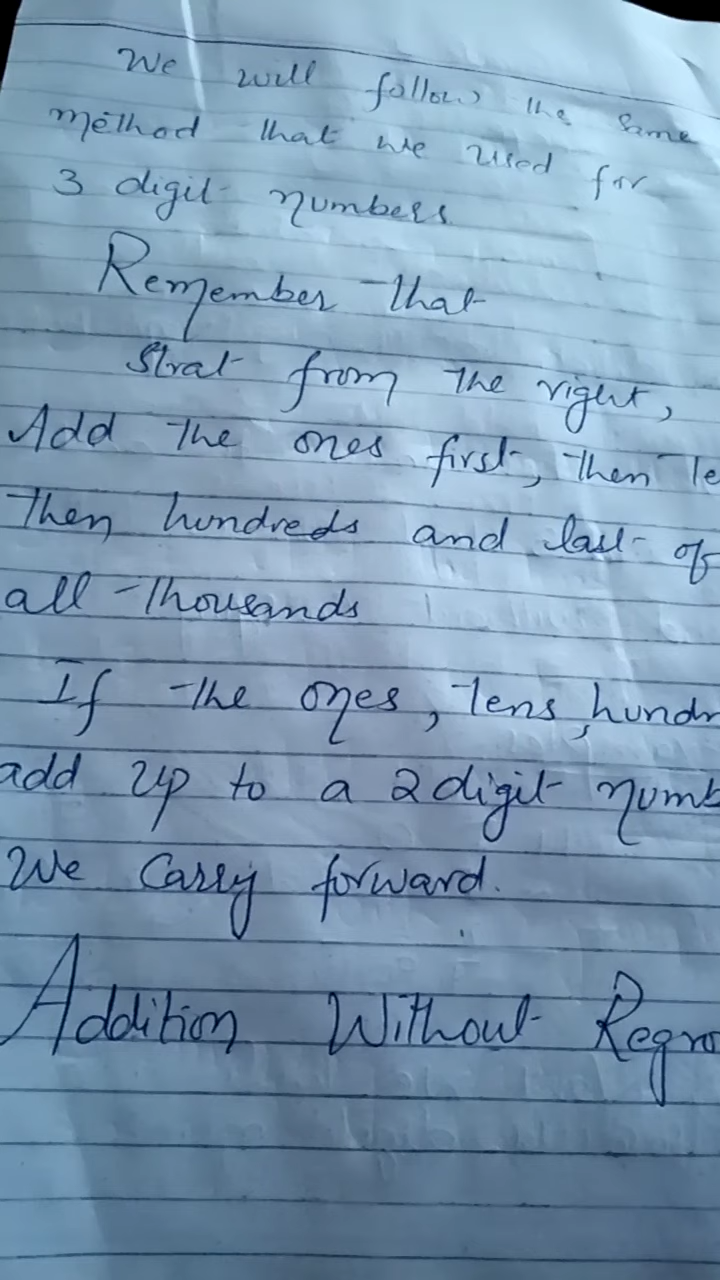 We will follow the same
method that we used for
3 digit numbers
Remember that
Strat from the right,
Add the ones first, then Te
Then hundreds and last of
all thousands
If the ones, tens, hundr
add up to a 2 digit numb
We Carry forward.
Addition Without Regro